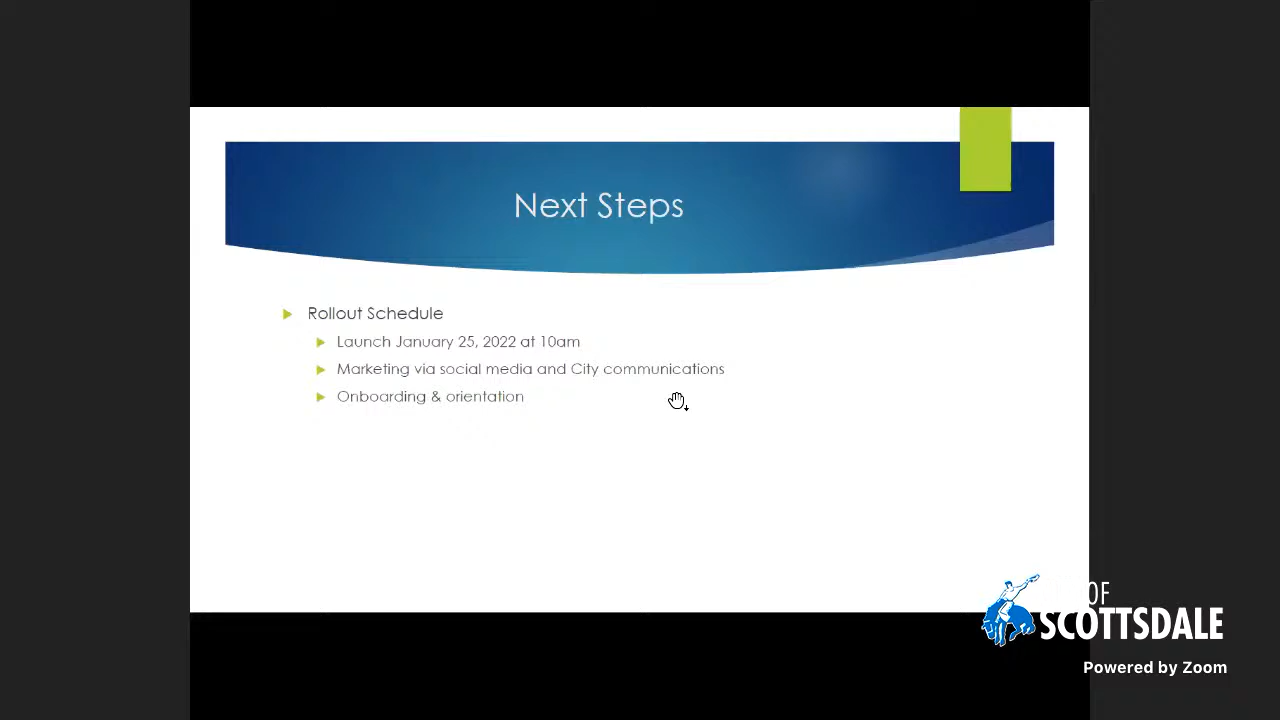 Next Steps
Rollout Schedule
Launch January 25, 2022 at 10am
Marketing via social media and City communications
Onboarding & orientation
OF
SCOTTSDALE
Powered by Zoom